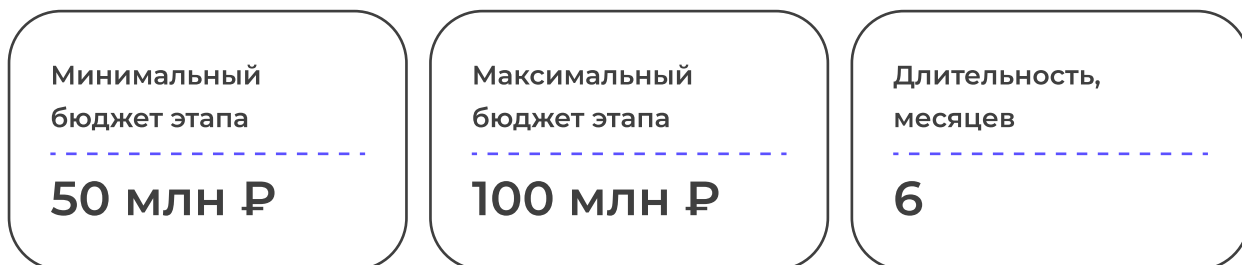 Минимальный
бюджет этапа
50 млн ₽
Максимальный
бюджет этапа
100 млн ₽
Длительность,
месяцев
6